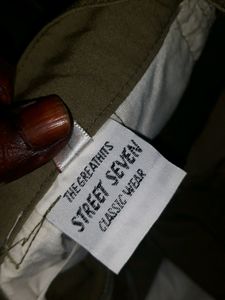 THE GREATHITS
STREET SEVEN
CLASSIC WEAR